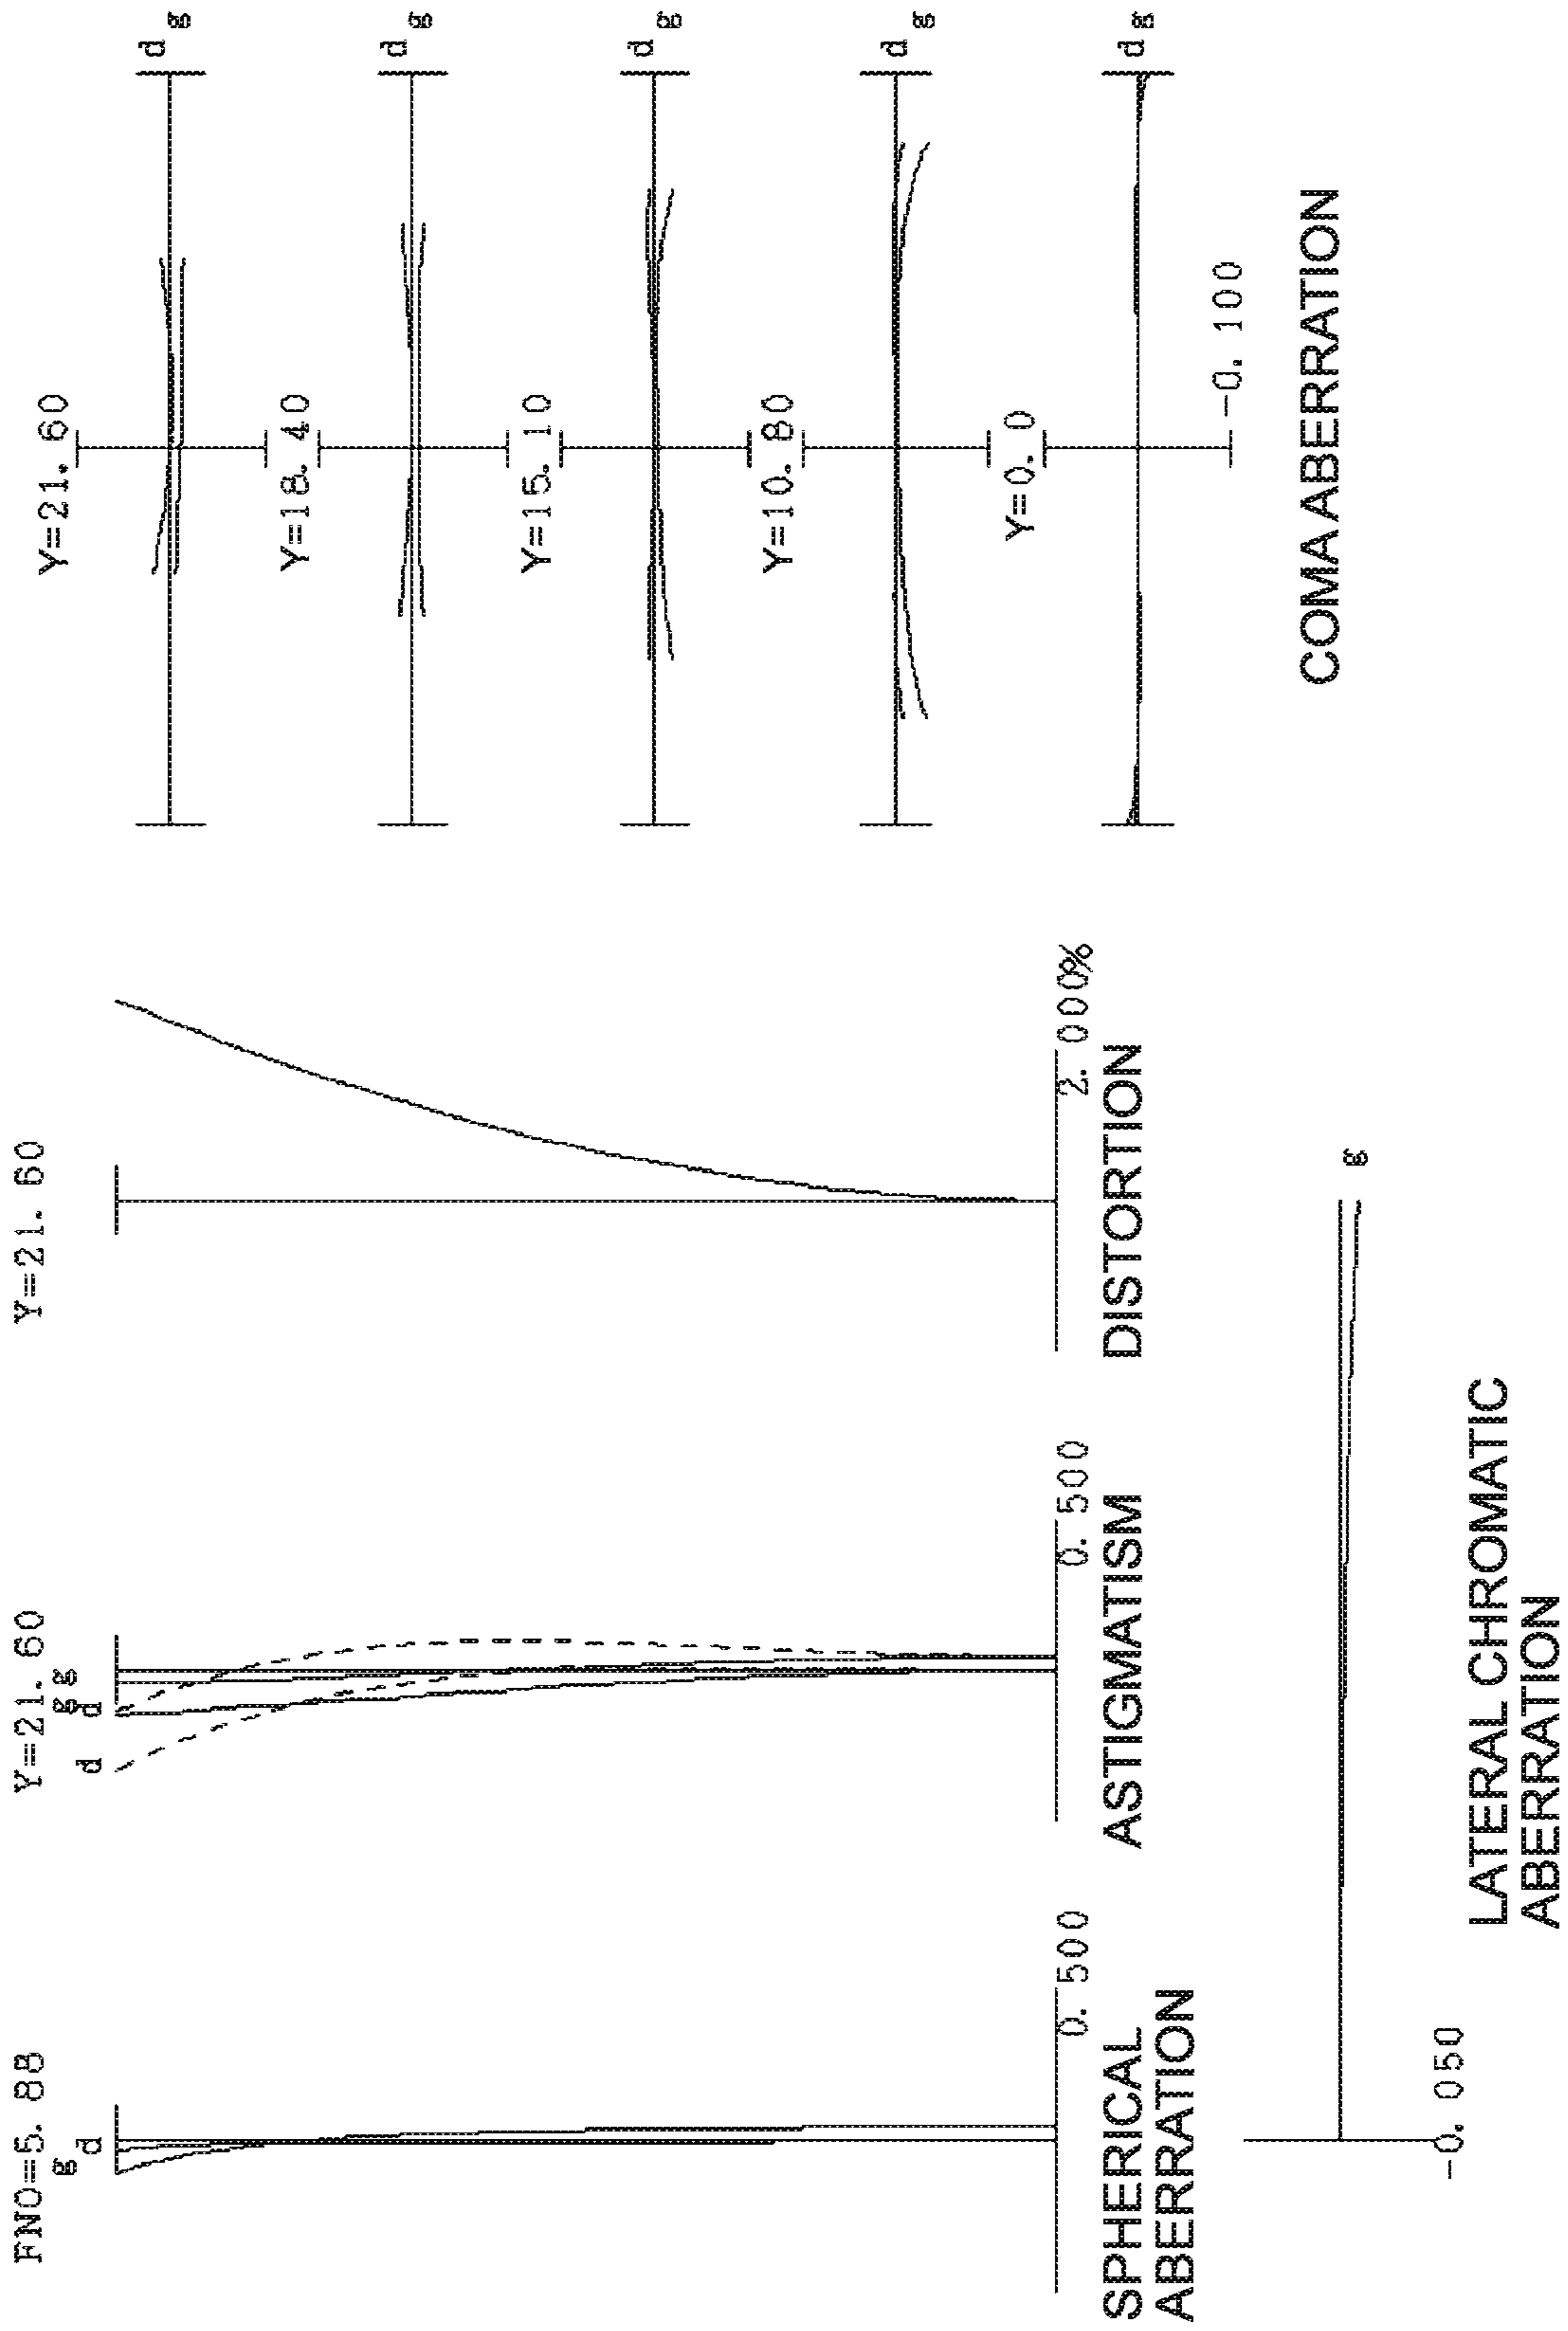 FNO=5. 88
g
d
0. 500
SPHERICAL
ABERRATION
Y=21. 60
g
g
d
d
0. 500
ASTIGMATISM
Y=21. 60
2. 000%
DISTORTION
g
-0. 050
LATERAL CHROMATIC
ABERRATION
Y=21. 60
d
g
Y=18. 40
d
g
Y=15. 10
d
g
Y=10. 80
d
g
Y=0. 0
d
g
-0. 100
COMA ABERRATION